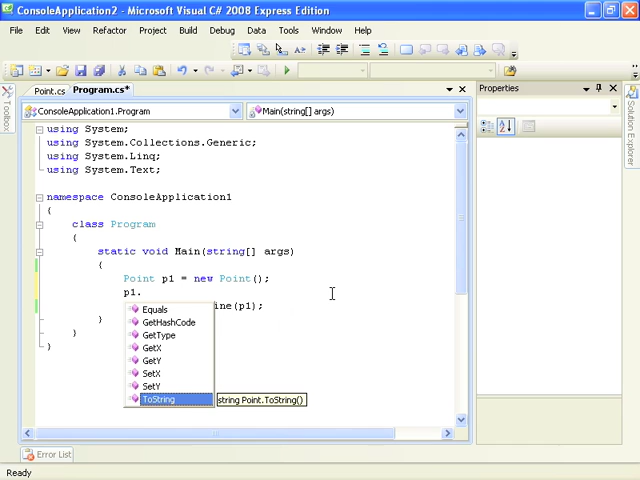 ConsoleApplication2 - Microsoft Visual C# 2008 Express Edition
File Edit View Refactor Project Build Debug Data Tools Window Help
Point.cs Program.cs*
ConsoleApplication1.Program
Main(string[] args)
Toolbox
using System;
using System.Collections.Generic;
using System.Linq;
using System.Text;
namespace ConsoleApplication1
{
class Program
{
static void Main(string[] args)
{
Point p1 = new Point();
p1.
ine(p1);
}
}
}
Equals
GetHashCode
GetType
GetX
GetY
SetX
SetY
ToString
string Point.ToString()
Properties
Solution Explorer
Error List
Ready